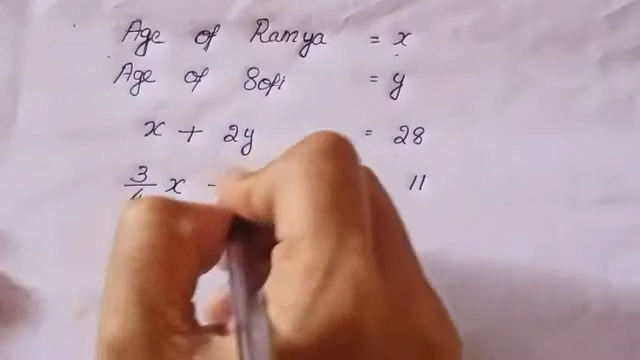 Age of Ramya = x
Age of Sofi = y
x + 2y = 28
3/4 x - 11